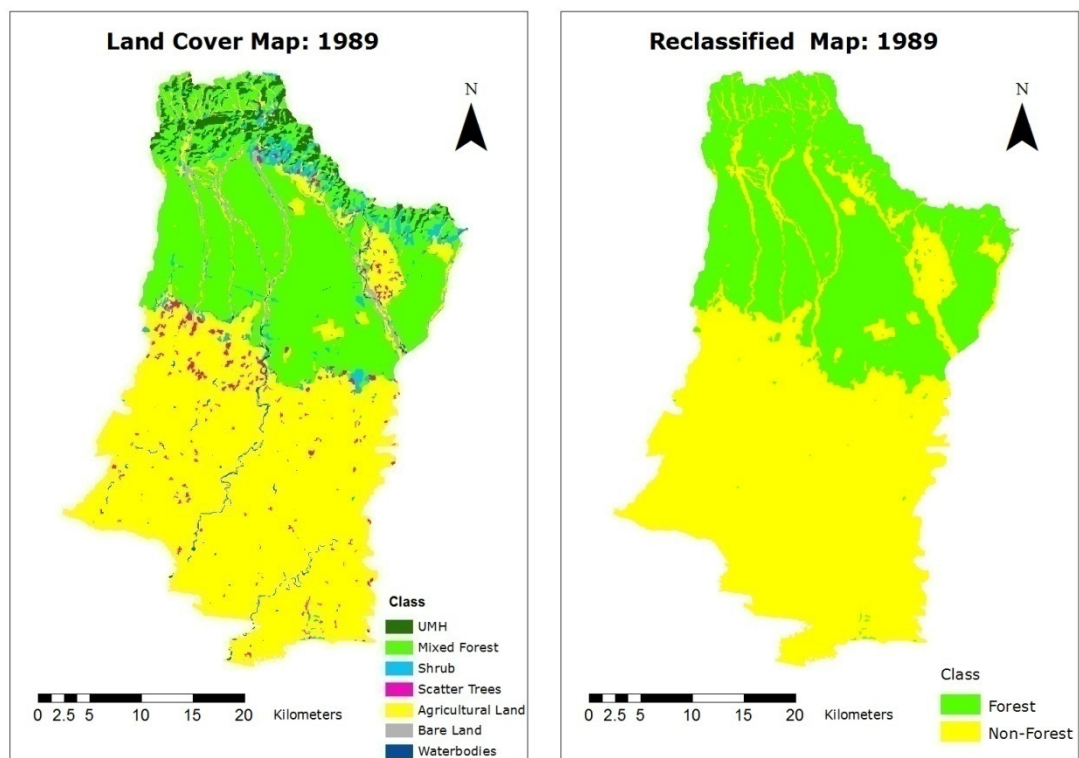 Land Cover Map: 1989
N
Class
UMH
Mixed Forest
Shrub
Scatter Trees
Agricultural Land
Bare Land
Waterbodies
0 2.5 5 10 15 20 Kilometers
Reclassified Map: 1989
N
Class
Forest
Non-Forest
0 2.5 5 10 15 20 Kilometers